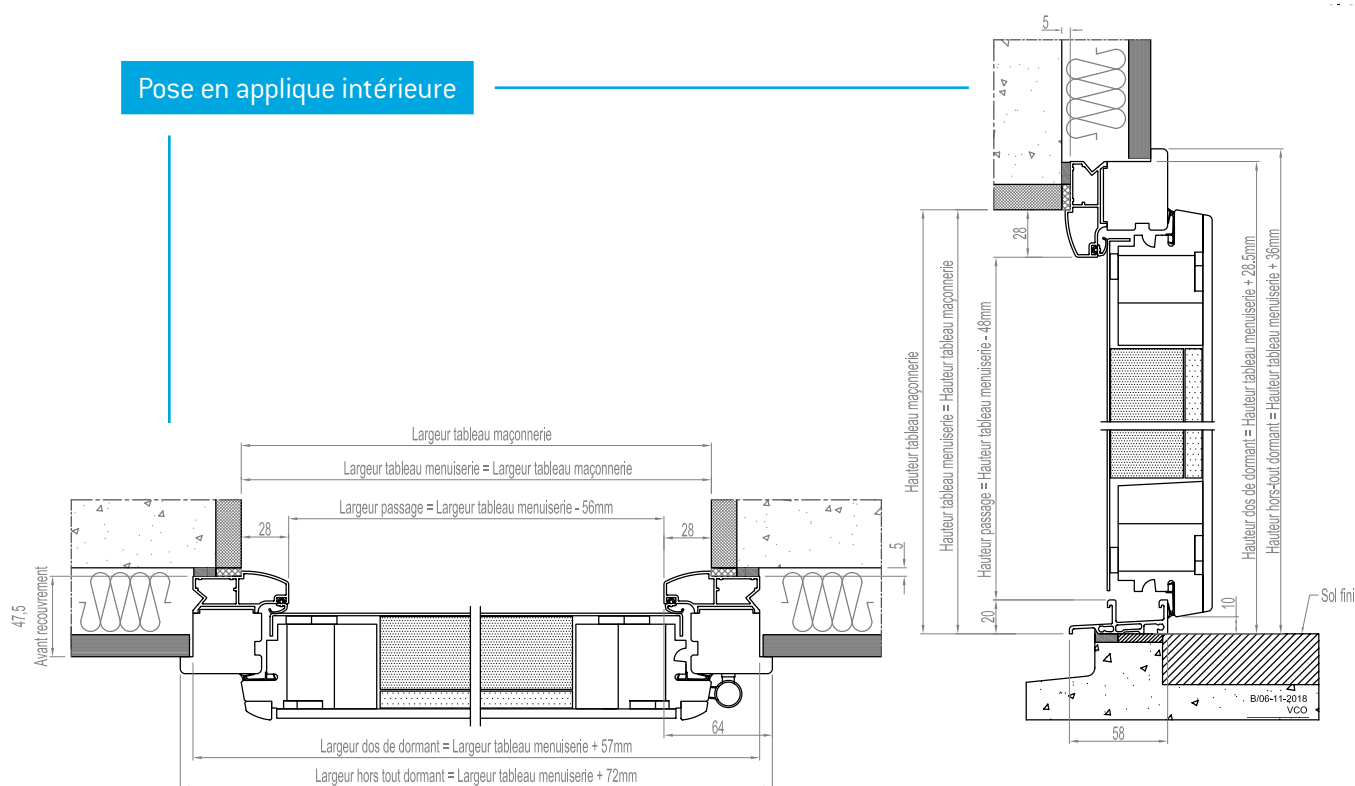 Pose en applique intérieure
5
28
Hauteur tableau maçonnerie
Hauteur tableau menuiserie = Hauteur tableau maçonnerie
Hauteur passage = Hauteur tableau menuiserie - 48mm
Hauteur dos de dormant = Hauteur tableau menuiserie + 28.5mm
Hauteur hors-tout dormant = Hauteur tableau menuiserie + 36mm
20
10
Sol fini
B/06-11-2018
VCO
58
Largeur tableau maçonnerie
Largeur tableau menuiserie = Largeur tableau maçonnerie
Largeur passage = Largeur tableau menuiserie - 56mm
28
28
5
47,5
Avant recouvrement
64
Largeur dos de dormant = Largeur tableau menuiserie + 57mm
Largeur hors tout dormant = Largeur tableau menuiserie + 72mm